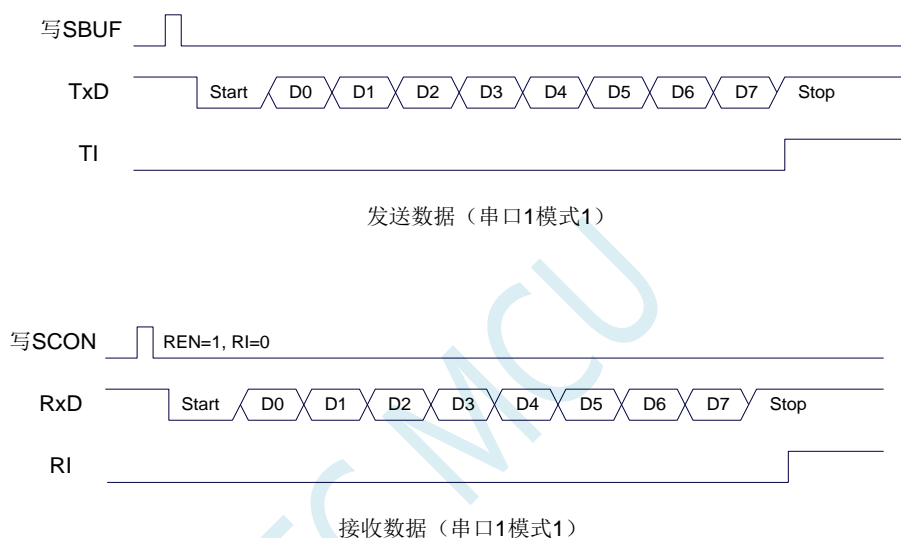 写SBUF
TxD Start D0 D1 D2 D3 D4 D5 D6 D7 Stop
TI
发送数据（串口1模式1）
写SCON REN=1, RI=0
RxD Start D0 D1 D2 D3 D4 D5 D6 D7 Stop
RI
接收数据（串口1模式1）
MCU